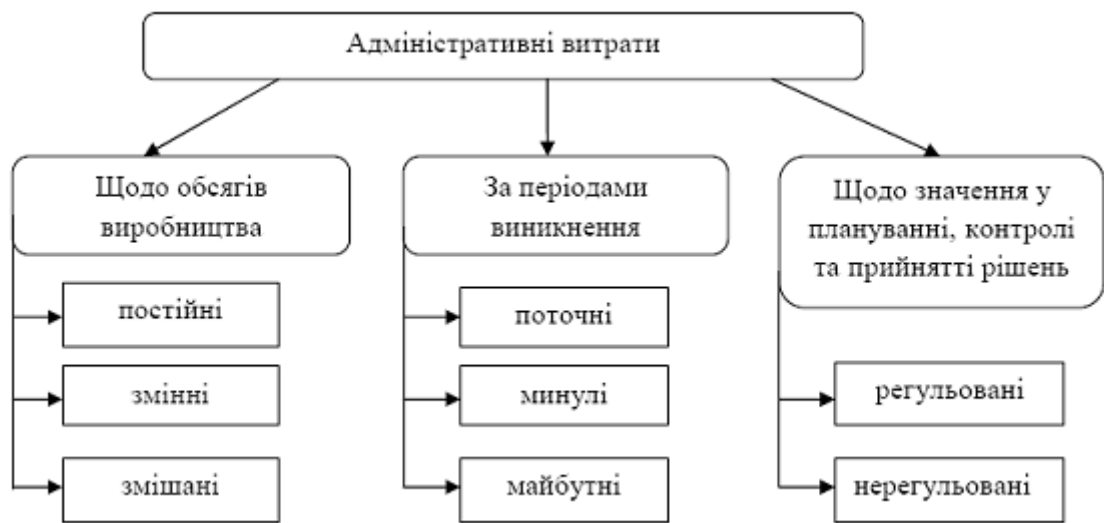 Адміністративні витрати
Щодо обсягів
виробництва
постійні
змінні
змішані
За періодами
виникнення
поточні
минулі
майбутні
Щодо значення у
плануванні, контролі
та прийнятті рішень
регульовані
нерегульовані